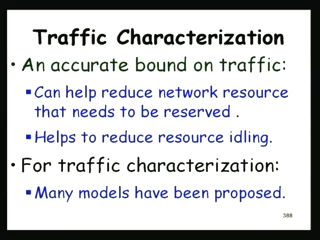 Traffic Characterization
• An accurate bound on traffic:
▪ Can help reduce network resource
that needs to be reserved .
▪ Helps to reduce resource idling.
• For traffic characterization:
▪ Many models have been proposed.
388